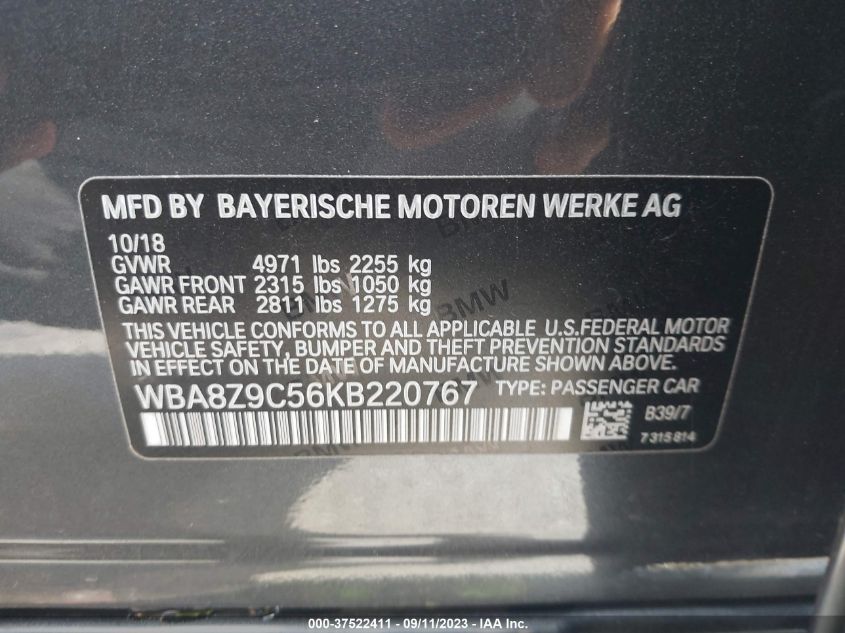 MFD BY BAYERISCHE MOTOREN WERKE AG
10/18
GVWR 4971 lbs 2255 kg
GAWR FRONT 2315 lbs 1050 kg
GAWR REAR 2811 lbs 1275 kg
THIS VEHICLE CONFORMS TO ALL APPLICABLE U.S.FEDERAL MOTOR
VEHICLE SAFETY, BUMPER AND THEFT PREVENTION STANDARDS
IN EFFECT ON THE DATE OF MANUFACTURE SHOWN ABOVE.
WBA8Z9C56KB220767 TYPE: PASSENGER CAR
B39/7
7315814
000-37522411 - 09/11/2023 - IAA Inc.